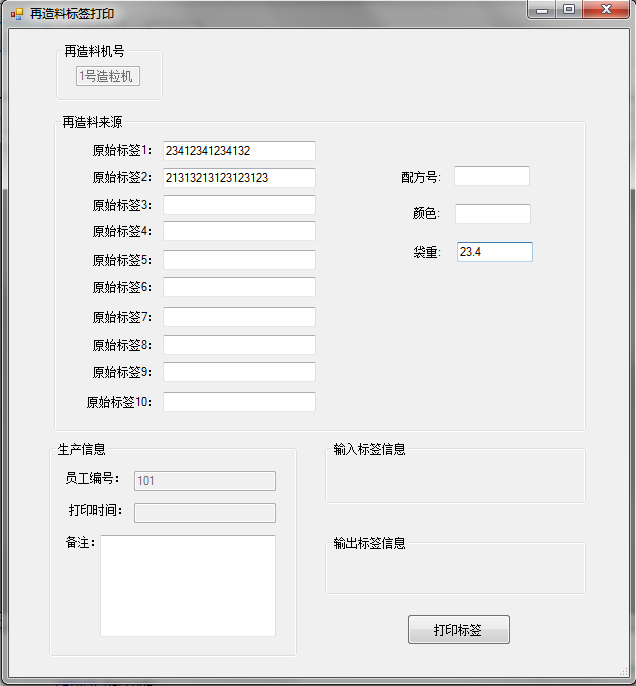 再造料标签打印
再造料机号
1号造粒机
再造料来源
原始标签1： 23412341234132
原始标签2： 21313213123123123
配方号:
原始标签3：
颜色:
原始标签4：
袋重: 23.4
原始标签5：
原始标签6：
原始标签7：
原始标签8：
原始标签9：
原始标签10：
生产信息
员工编号： 101
打印时间：
备注：
输入标签信息
输出标签信息
打印标签